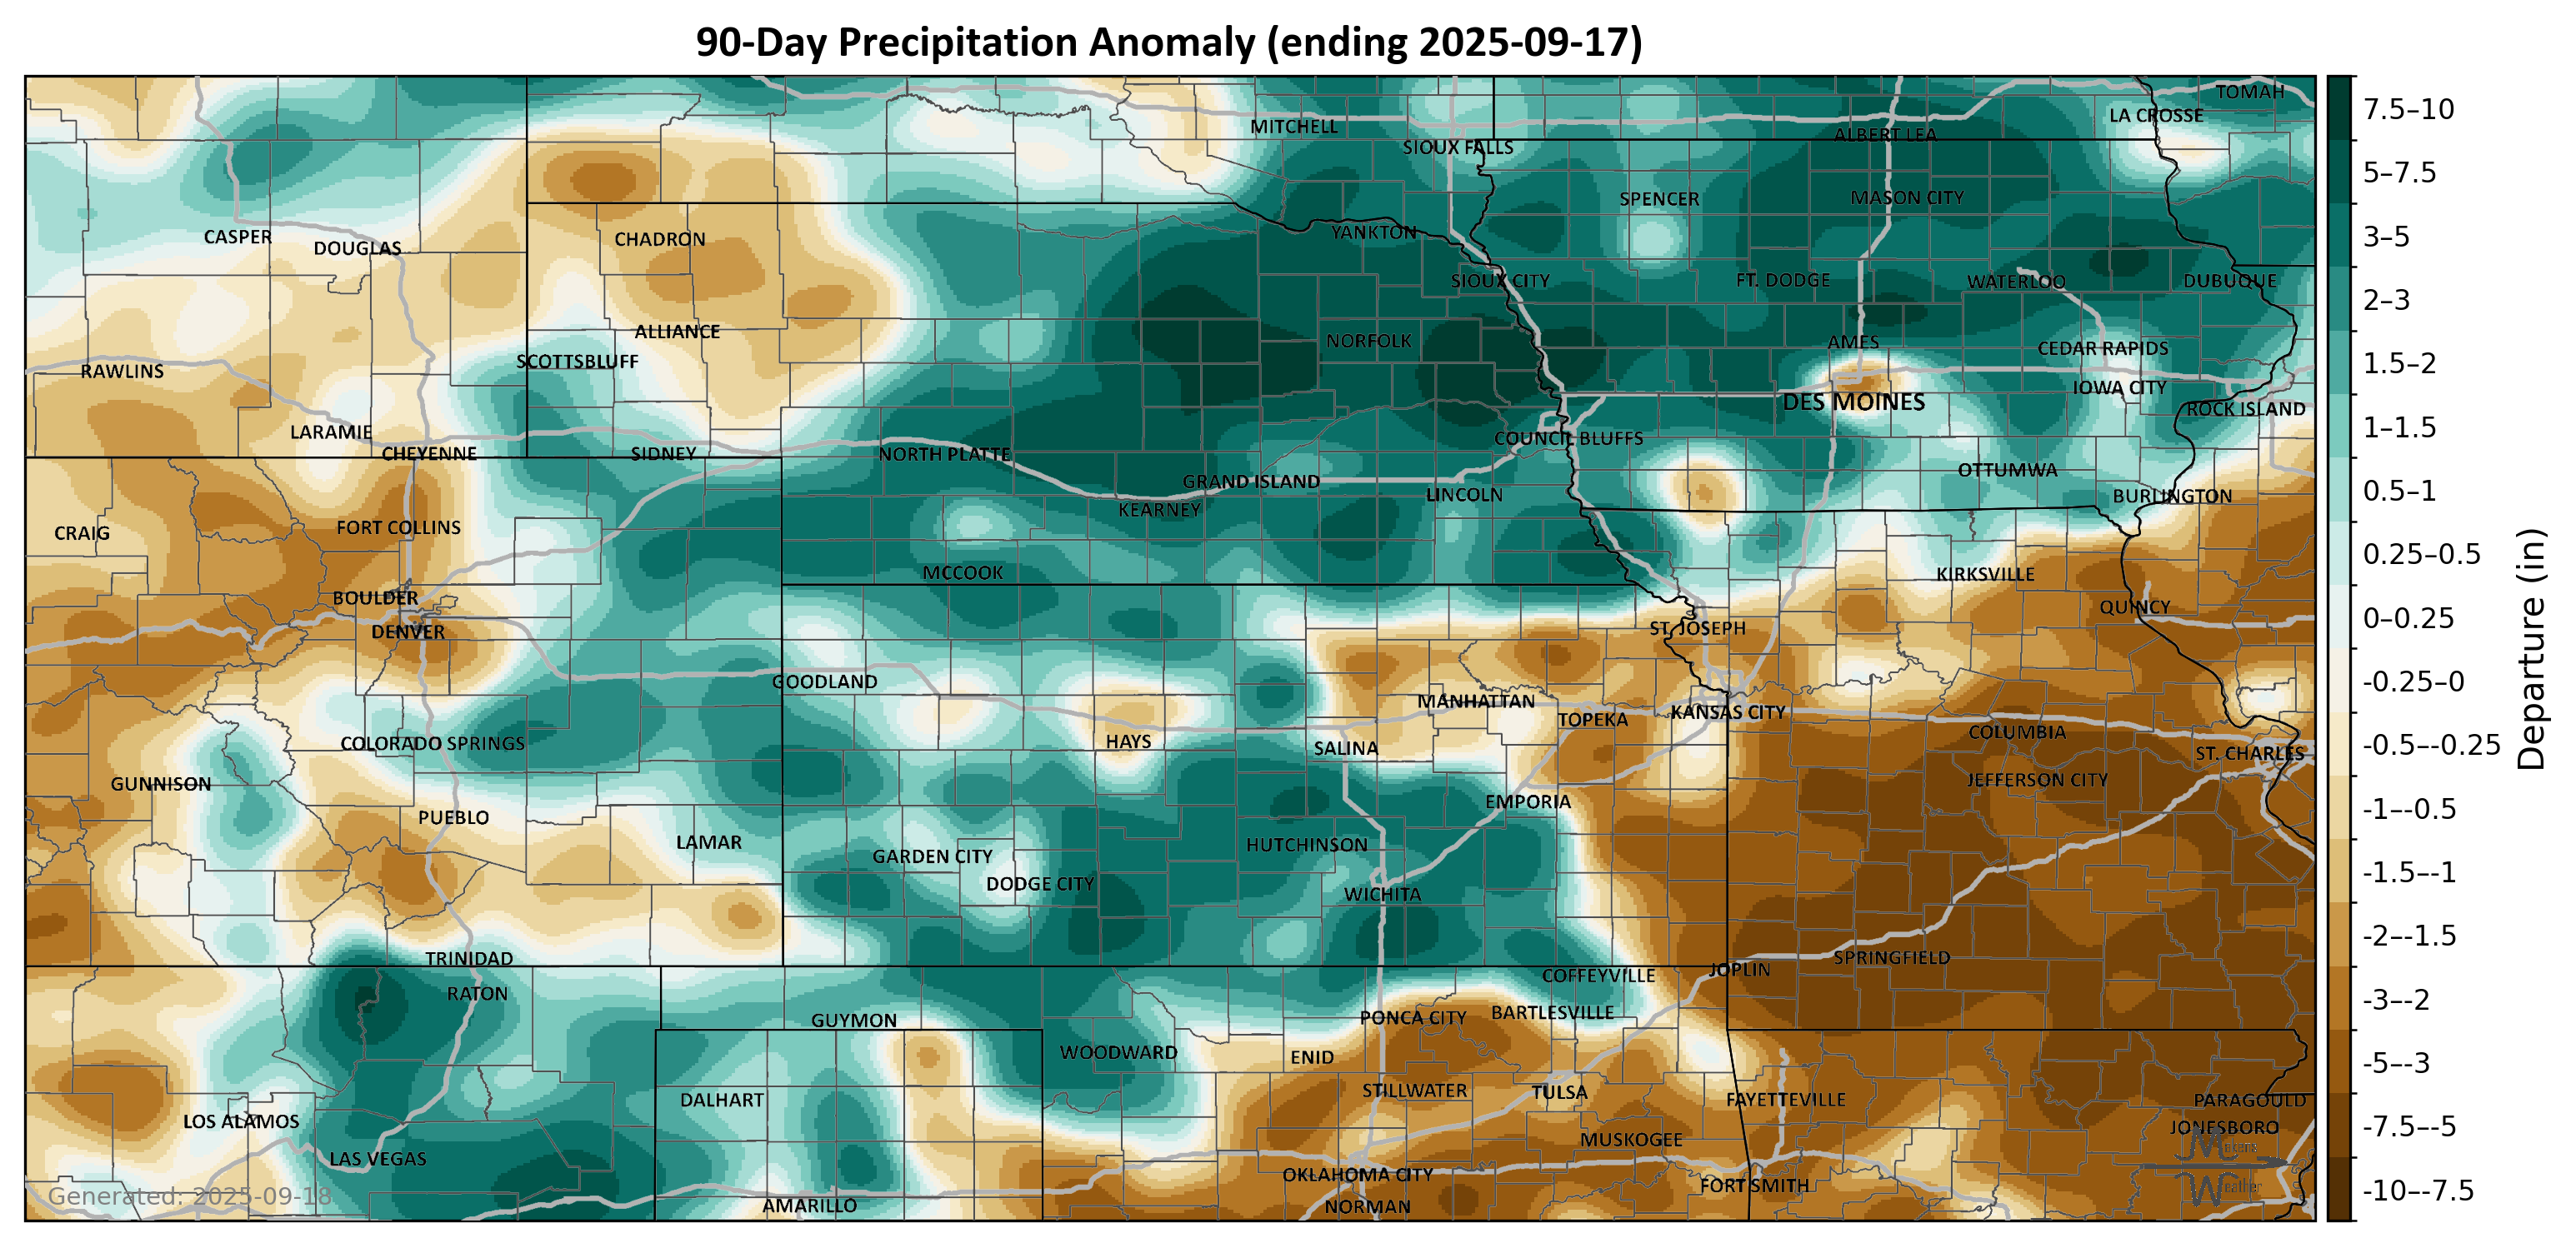 90-Day Precipitation Anomaly (ending 2025-09-17)
TOMAH
LA CROSSE
MITCHELL
ALBERT LEA
SIOUX FALLS
SPENCER
MASON CITY
CASPER
DOUGLAS
CHADRON
YANKTON
SIOUX CITY
FT. DODGE
WATERLOO
DUBUQUE
ALLIANCE
NORFOLK
AMES
CEDAR RAPIDS
SCOTTSBLUFF
RAWLINS
IOWA CITY
DES MOINES
ROCK ISLAND
LARAMIE
COUNCIL BLUFFS
CHEYENNE
SIDNEY
NORTH PLATTE
OTTUMWA
GRAND ISLAND
LINCOLN
BURLINGTON
KEARNEY
CRAIG
FORT COLLINS
MCCOOK
KIRKSVILLE
BOULDER
QUINCY
DENVER
ST. JOSEPH
GOODLAND
MANHATTAN
TOPEKA
KANSAS CITY
COLUMBIA
COLORADO SPRINGS
HAYS
SALINA
ST. CHARLES
GUNNISON
JEFFERSON CITY
EMPORIA
PUEBLO
LAMAR
HUTCHINSON
GARDEN CITY
DODGE CITY
WICHITA
TRINIDAD
SPRINGFIELD
JOPLIN
COFFEYVILLE
RATON
BARTLESVILLE
PONCA CITY
GUYMON
WOODWARD
ENID
STILLWATER
TULSA
DALHART
FAYETTEVILLE
PARAGOULD
LOS ALAMOS
JONESBORO
MUSKOGEE
LAS VEGAS
OKLAHOMA CITY
FORT SMITH
AMARILLO
NORMAN
Generated: 2025-09-18
Makers
Weather
7.5–10
5–7.5
3–5
2–3
1.5–2
1–1.5
0.5–1
0.25–0.5
0–0.25
-0.25–0
-0.5–-0.25
-1–-0.5
-1.5–-1
-2–-1.5
-3–-2
-5–-3
-7.5–-5
-10–-7.5
Departure (in)